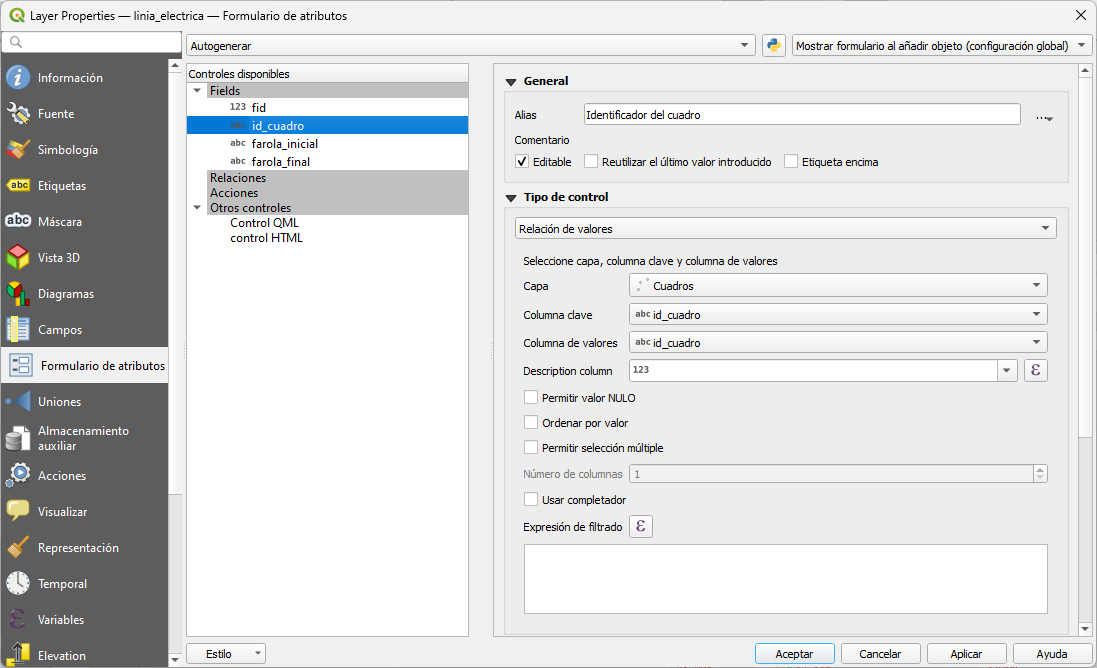 Layer Properties — linia_electrica — Formulario de atributos
Autogenerar
Mostrar formulario al añadir objeto (configuración global)
Información
Fuente
Simbología
abc Etiquetas
abc Máscara
Vista 3D
Diagramas
Campos
Formulario de atributos
Uniones
Almacenamiento
auxiliar
Acciones
Visualizar
Representación
Temporal
Variables
Elevation
Controles disponibles
Fields
123 fid
abc id_cuadro
abc farola_inicial
abc farola_final
Relaciones
Acciones
Otros controles
Control QML
control HTML
General
Alias Identificador del cuadro ...
Comentario
Editable Reutilizar el último valor introducido Etiqueta encima
Tipo de control
Relación de valores
Seleccione capa, columna clave y columna de valores
Capa Cuadros
Columna clave abc id_cuadro
Columna de valores abc id_cuadro
Description column 123 ε
Permitir valor NULO
Ordenar por valor
Permitir selección múltiple
Número de columnas 1
Usar completador
Expresión de filtrado ε
Estilo Aceptar Cancelar Aplicar Ayuda